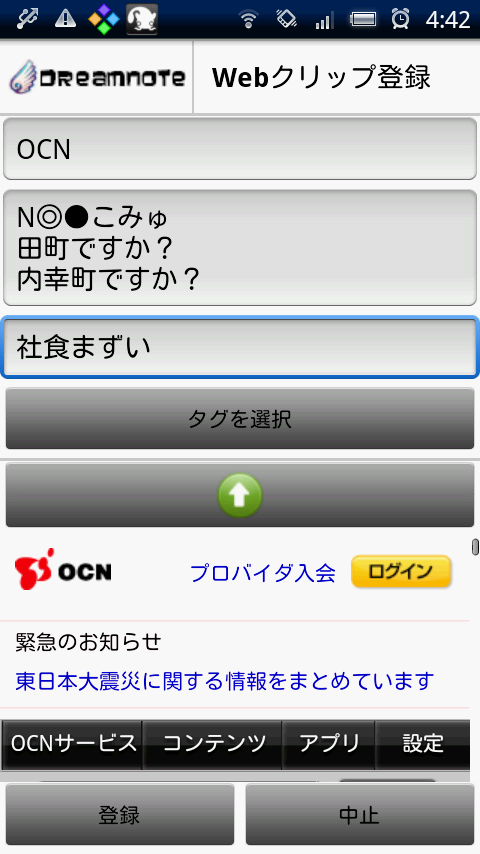 4:42
DReamnoTe
Webクリップ登録
OCN
N◎●こみゅ
田町ですか？
内幸町ですか？
社食まずい
タグを選択
OCN
プロバイダ入会
ログイン
緊急のお知らせ
東日本大震災に関する情報をまとめています
OCNサービス
コンテンツ
アプリ
設定
登録
中止